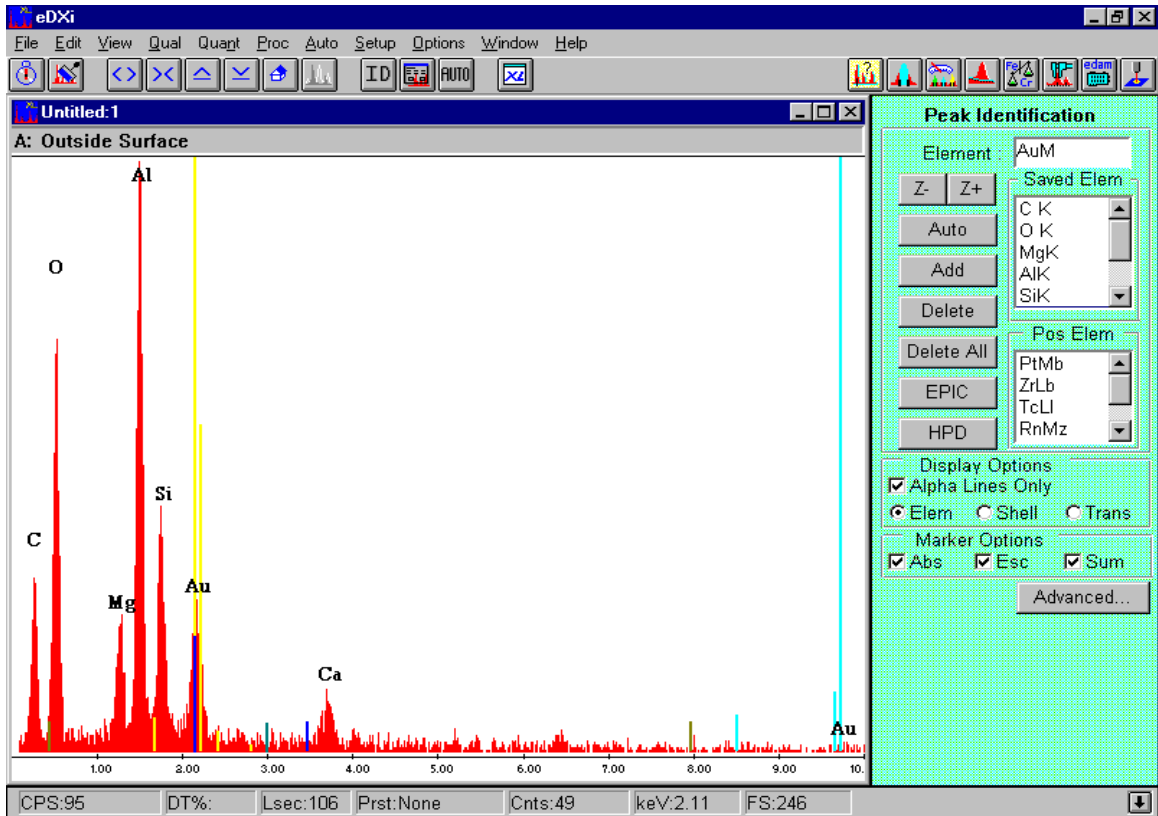 eDXi
File Edit View Qual Quant Proc Auto Setup Options Window Help
ID AUTO XL Fe Cr edam
Untitled:1
A: Outside Surface
Al
O
Si
C
Au
Mg
Ca
Au
1.00 2.00 3.00 4.00 5.00 6.00 7.00 8.00 9.00 10.
Peak Identification
Element : AuM
Z- Z+
Auto
Add
Delete
Delete All
EPIC
HPD
Saved Elem
C K
O K
MgK
AlK
SiK
Pos Elem
PtMb
ZrLb
TcLl
RnMz
Display Options
Alpha Lines Only
Elem Shell Trans
Marker Options
Abs Esc Sum
Advanced...
CPS:95 DT%: Lsec:106 Prst:None Cnts:49 keV:2.11 FS:246